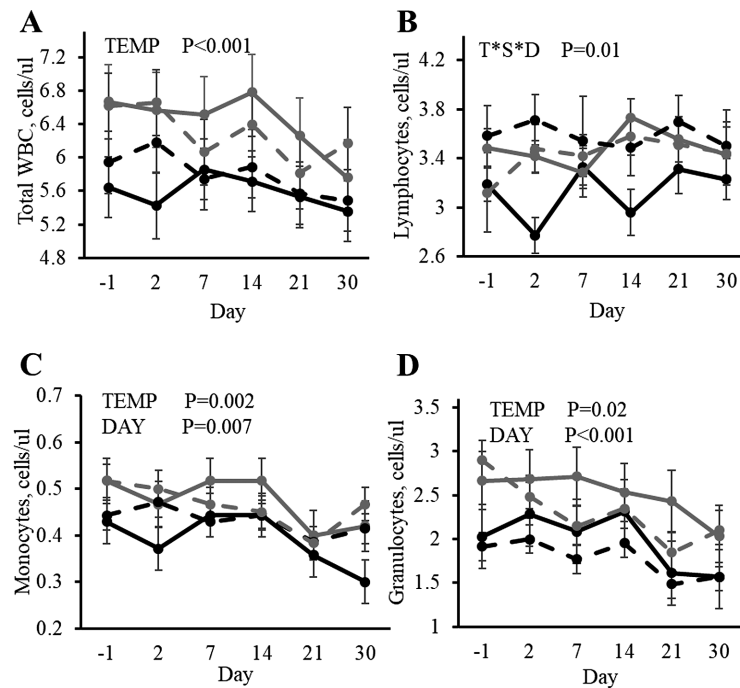 A
TEMP P<0.001
Total WBC, cells/ul
7.2
6.8
6.4
6
5.6
5.2
4.8
-1 2 7 14 21 30
Day
B
T*S*D P=0.01
Lymphocytes, cells/ul
4.2
3.8
3.4
3
2.6
-1 2 7 14 21 30
Day
C
TEMP P=0.002
DAY P=0.007
Monocytes, cells/ul
0.7
0.6
0.5
0.4
0.3
0.2
-1 2 7 14 21 30
Day
D
TEMP P=0.02
DAY P<0.001
Granulocytes, cells/ul
3.5
3
2.5
2
1.5
1
-1 2 7 14 21 30
Day